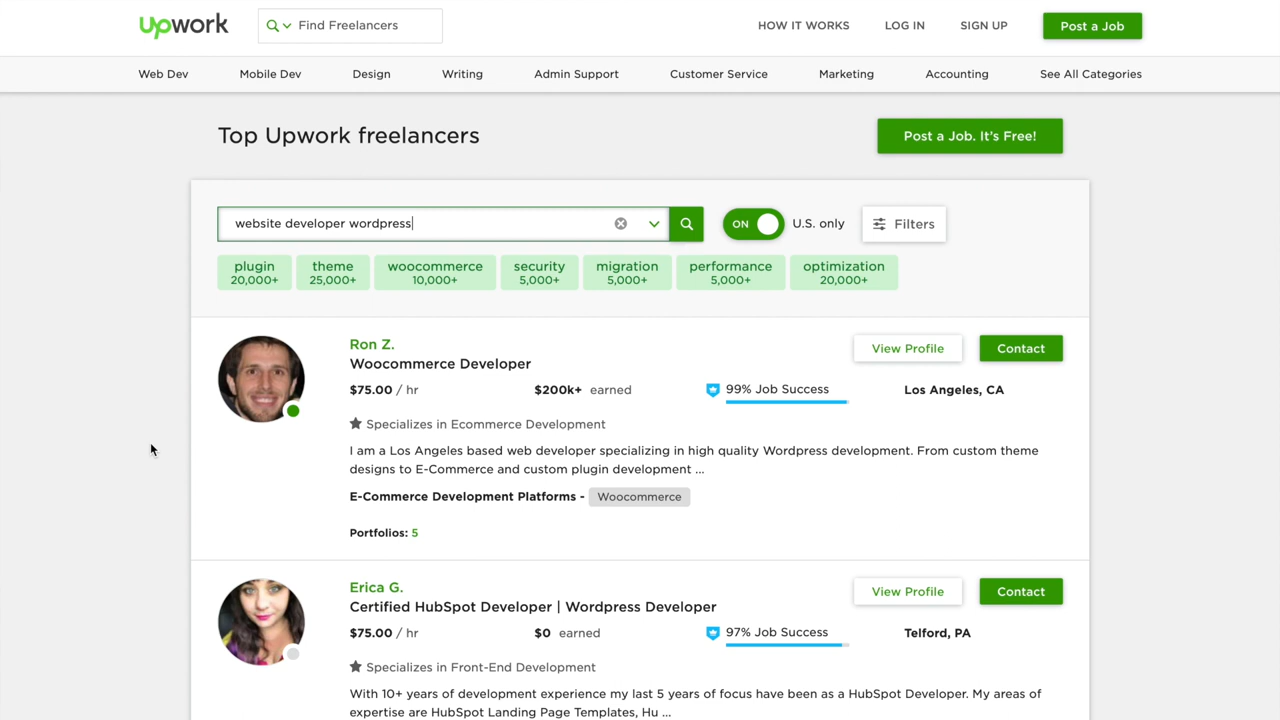 upwork
Find Freelancers
HOW IT WORKS
LOG IN
SIGN UP
Post a Job
Web Dev
Mobile Dev
Design
Writing
Admin Support
Customer Service
Marketing
Accounting
See All Categories
Top Upwork freelancers
Post a Job. It's Free!
website developer wordpress
ON
U.S. only
Filters
plugin
20,000+
theme
25,000+
woocommerce
10,000+
security
5,000+
migration
5,000+
performance
5,000+
optimization
20,000+
Ron Z.
View Profile
Contact
Woocommerce Developer
$75.00 / hr
$200k+ earned
99% Job Success
Los Angeles, CA
Specializes in Ecommerce Development
I am a Los Angeles based web developer specializing in high quality Wordpress development. From custom theme
designs to E-Commerce and custom plugin development ...
E-Commerce Development Platforms - Woocommerce
Portfolios: 5
Erica G.
View Profile
Contact
Certified HubSpot Developer | Wordpress Developer
$75.00 / hr
$0 earned
97% Job Success
Telford, PA
Specializes in Front-End Development
With 10+ years of development experience my last 5 years of focus have been as a HubSpot Developer. My areas of
expertise are HubSpot Landing Page Templates, Hu ...